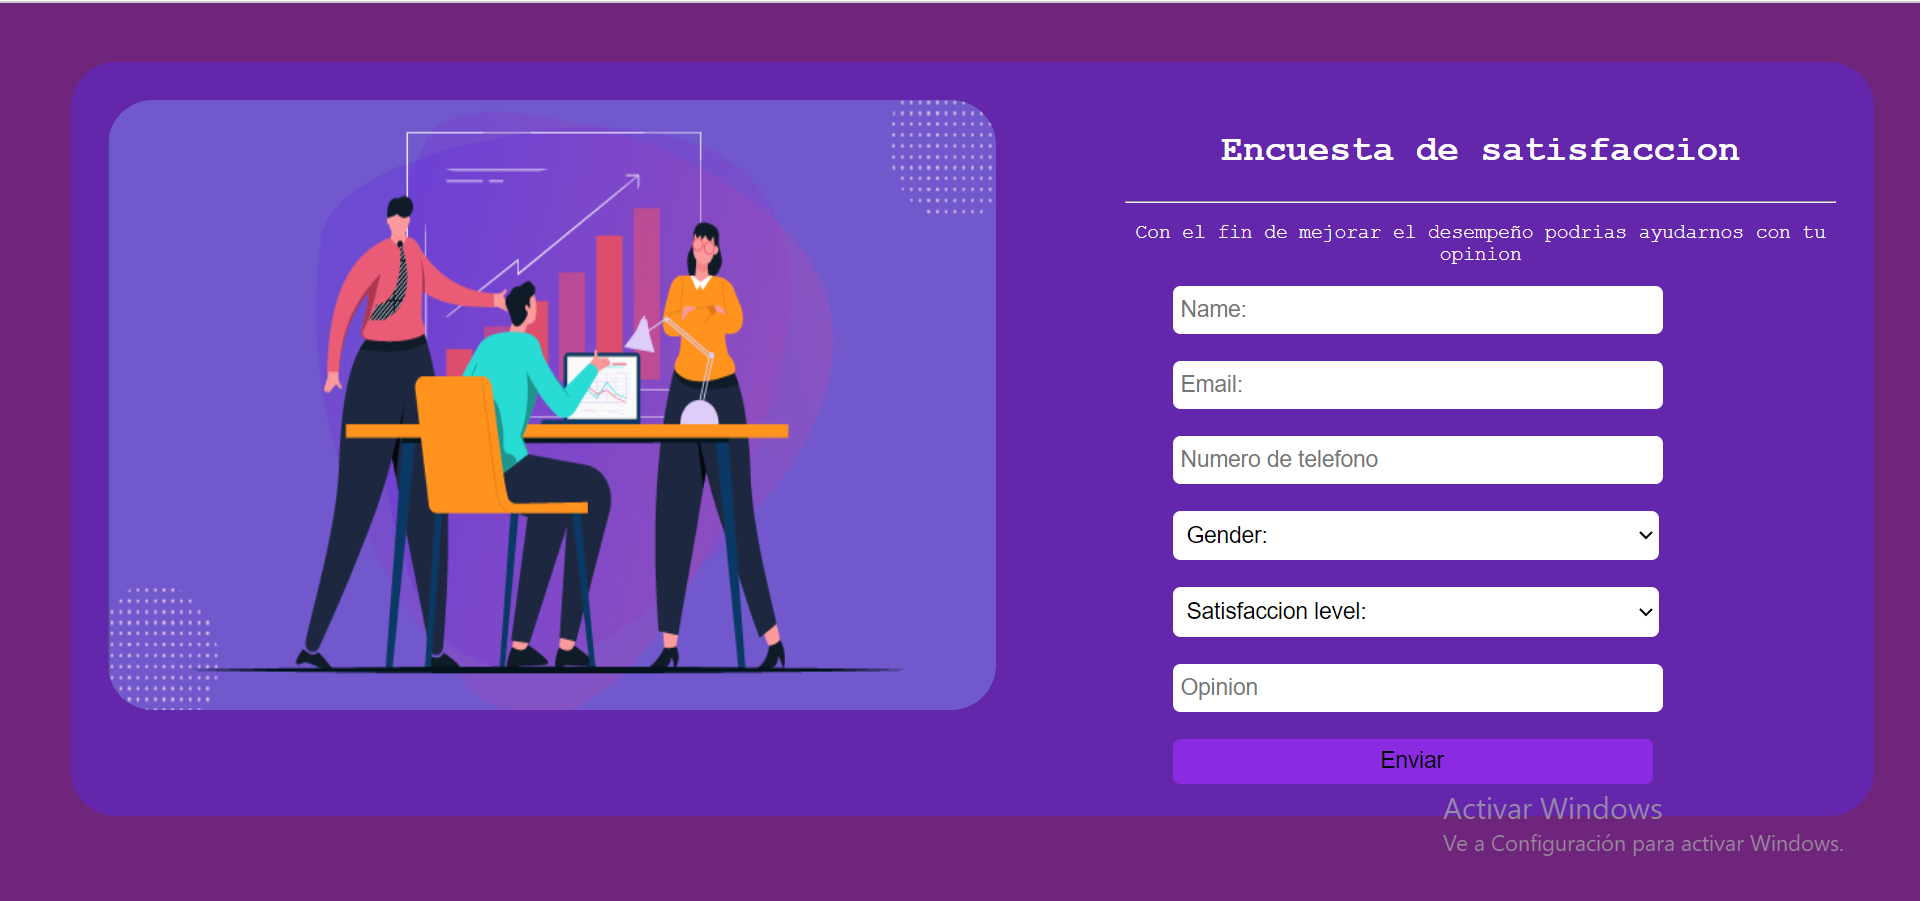 Encuesta de satisfaccion
Con el fin de mejorar el desempeño podrias ayudarnos con tu
opinion
Name:
Email:
Numero de telefono
Gender:
Satisfaccion level:
Opinion
Enviar
Activar Windows
Ve a Configuración para activar Windows.